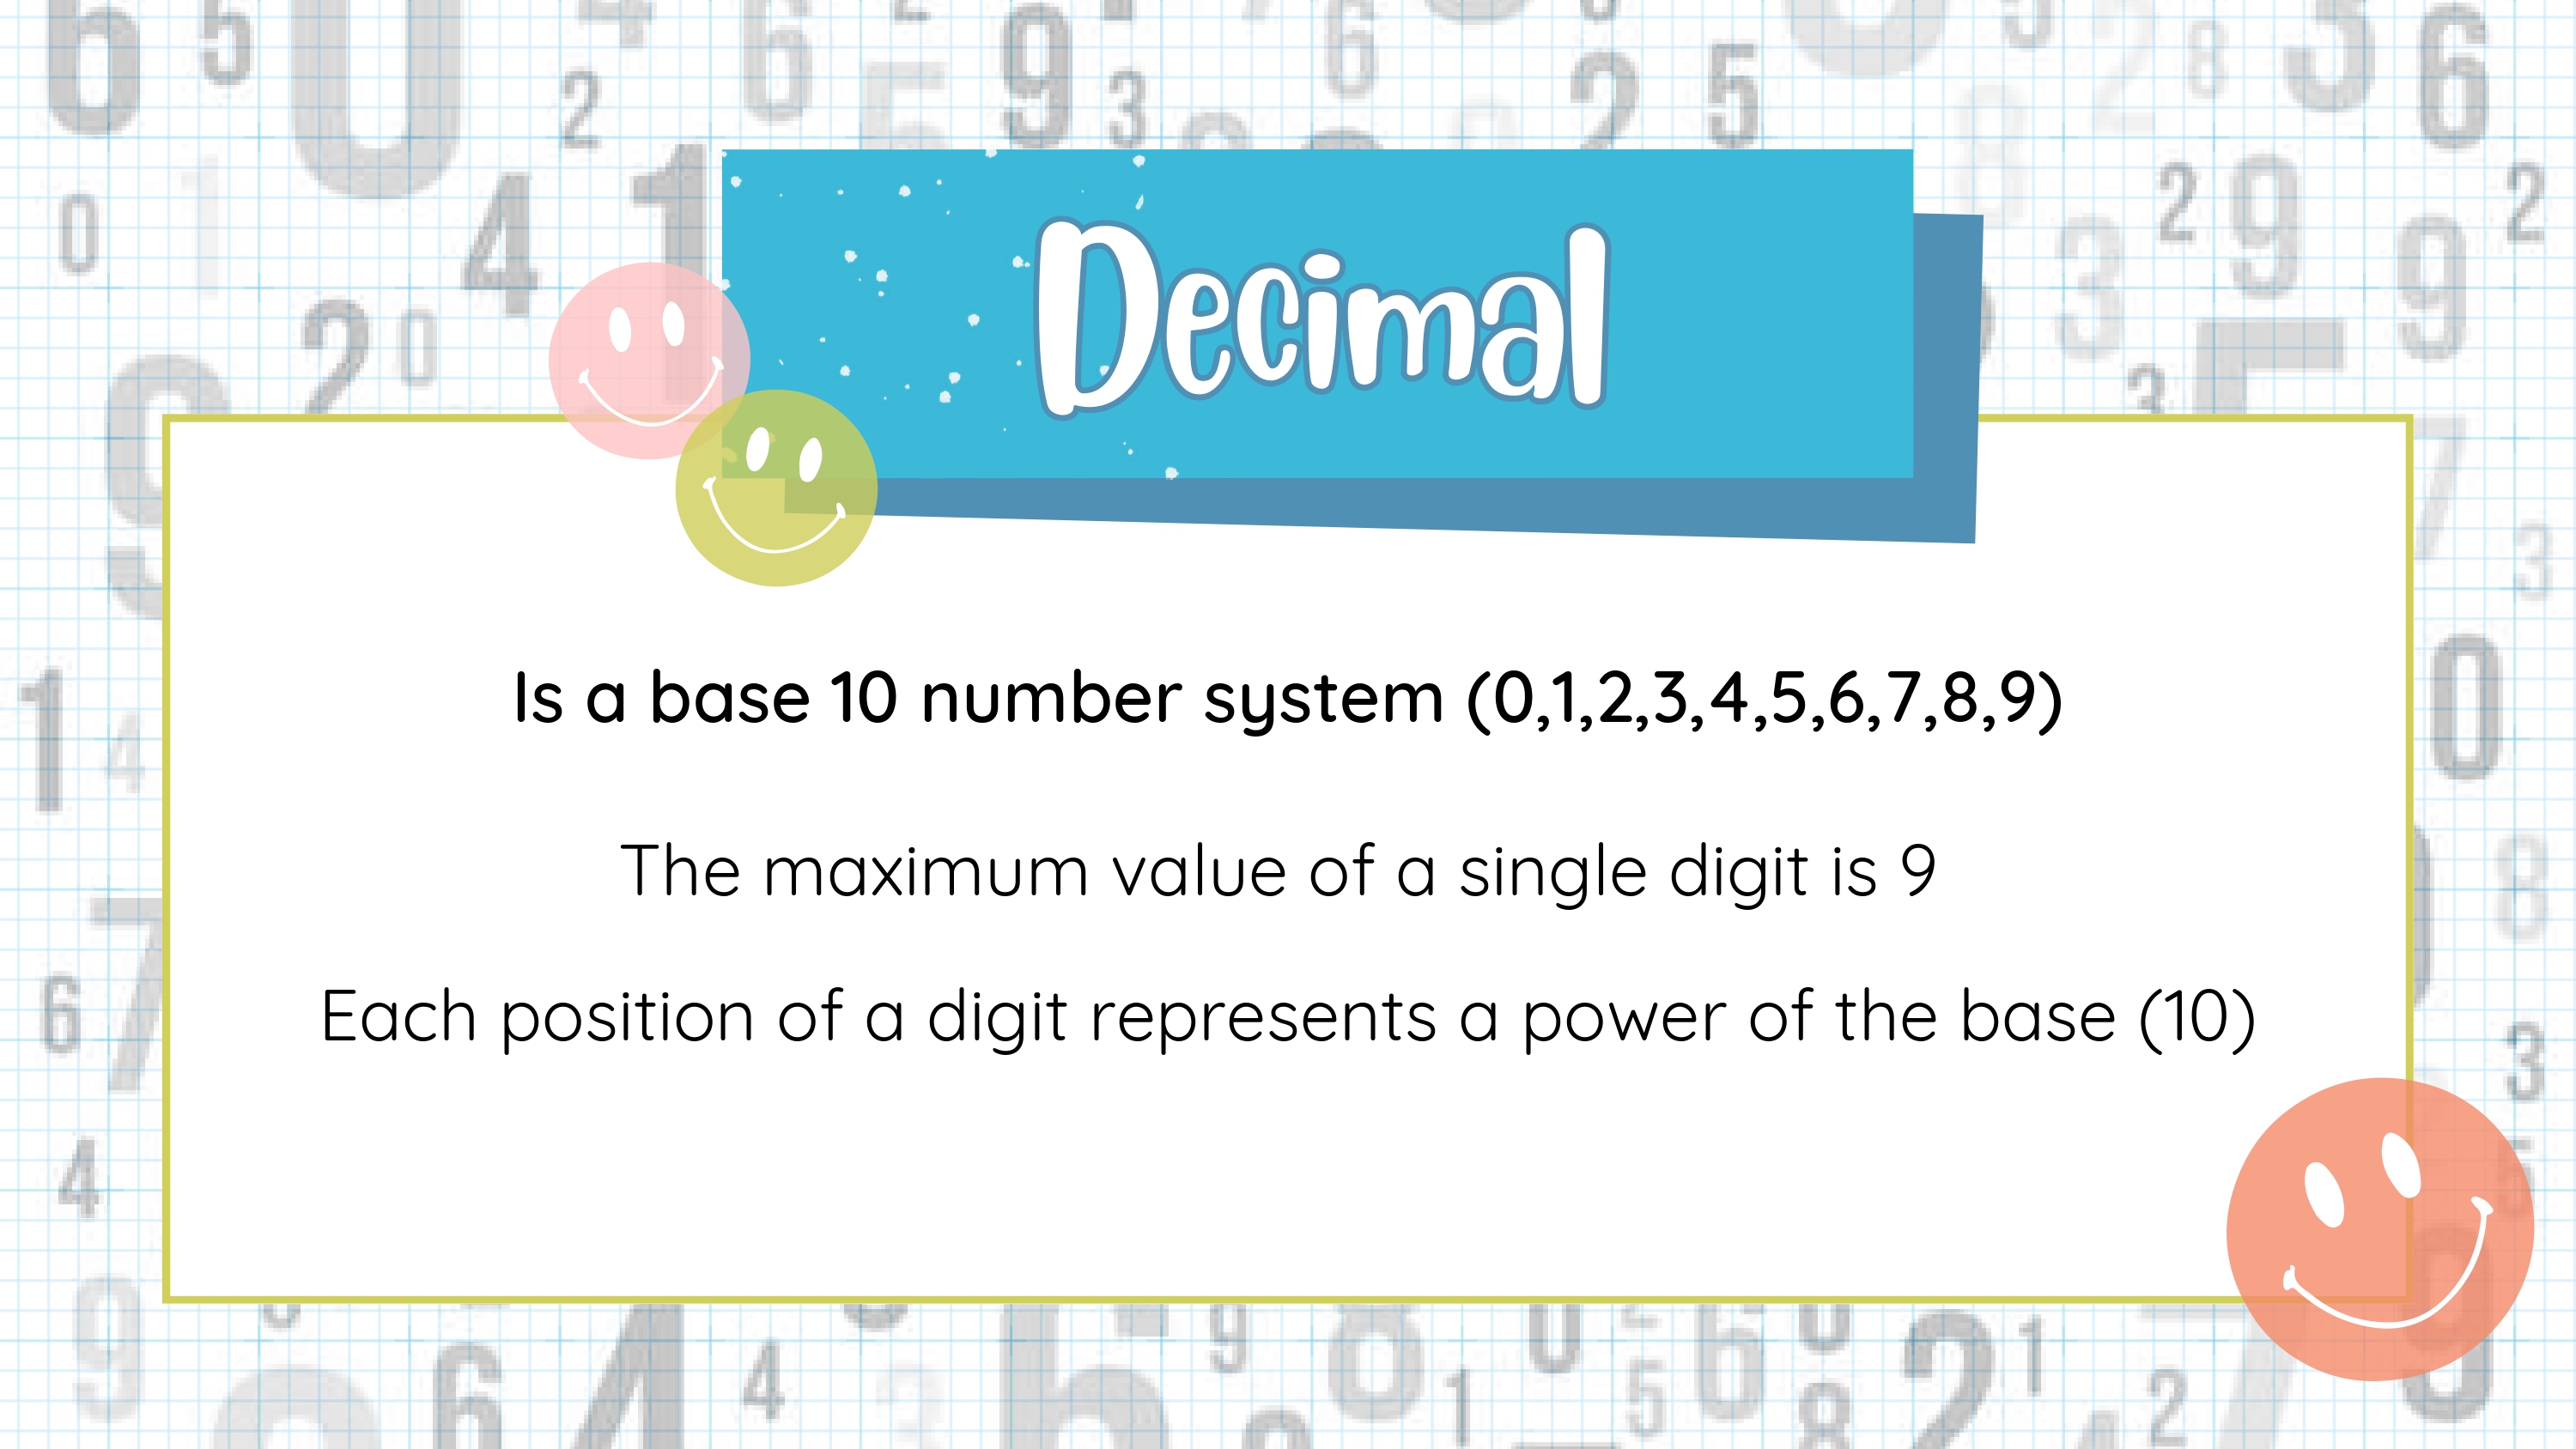 Decimal
Is a base 10 number system (0,1,2,3,4,5,6,7,8,9)
The maximum value of a single digit is 9
Each position of a digit represents a power of the base (10)